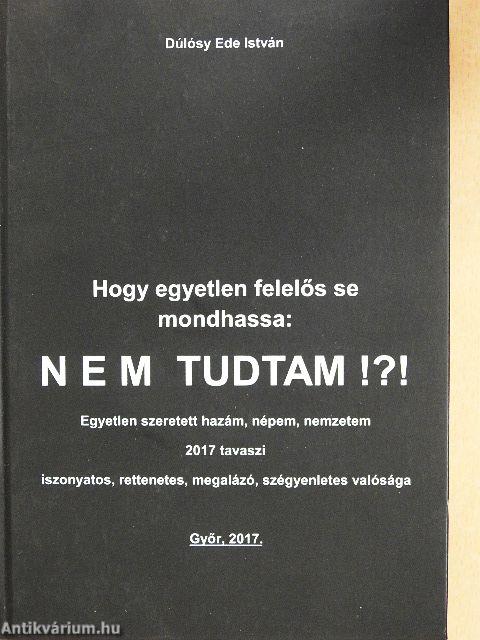 Dúlósy Ede István
Hogy egyetlen felelős se
mondhassa:
N E M TUDTAM !?!
Egyetlen szeretett hazám, népem, nemzetem
2017 tavaszi
iszonyatos, rettenetes, megalázó, szégyenletes valósága
Győr, 2017.
Antikvárium.hu